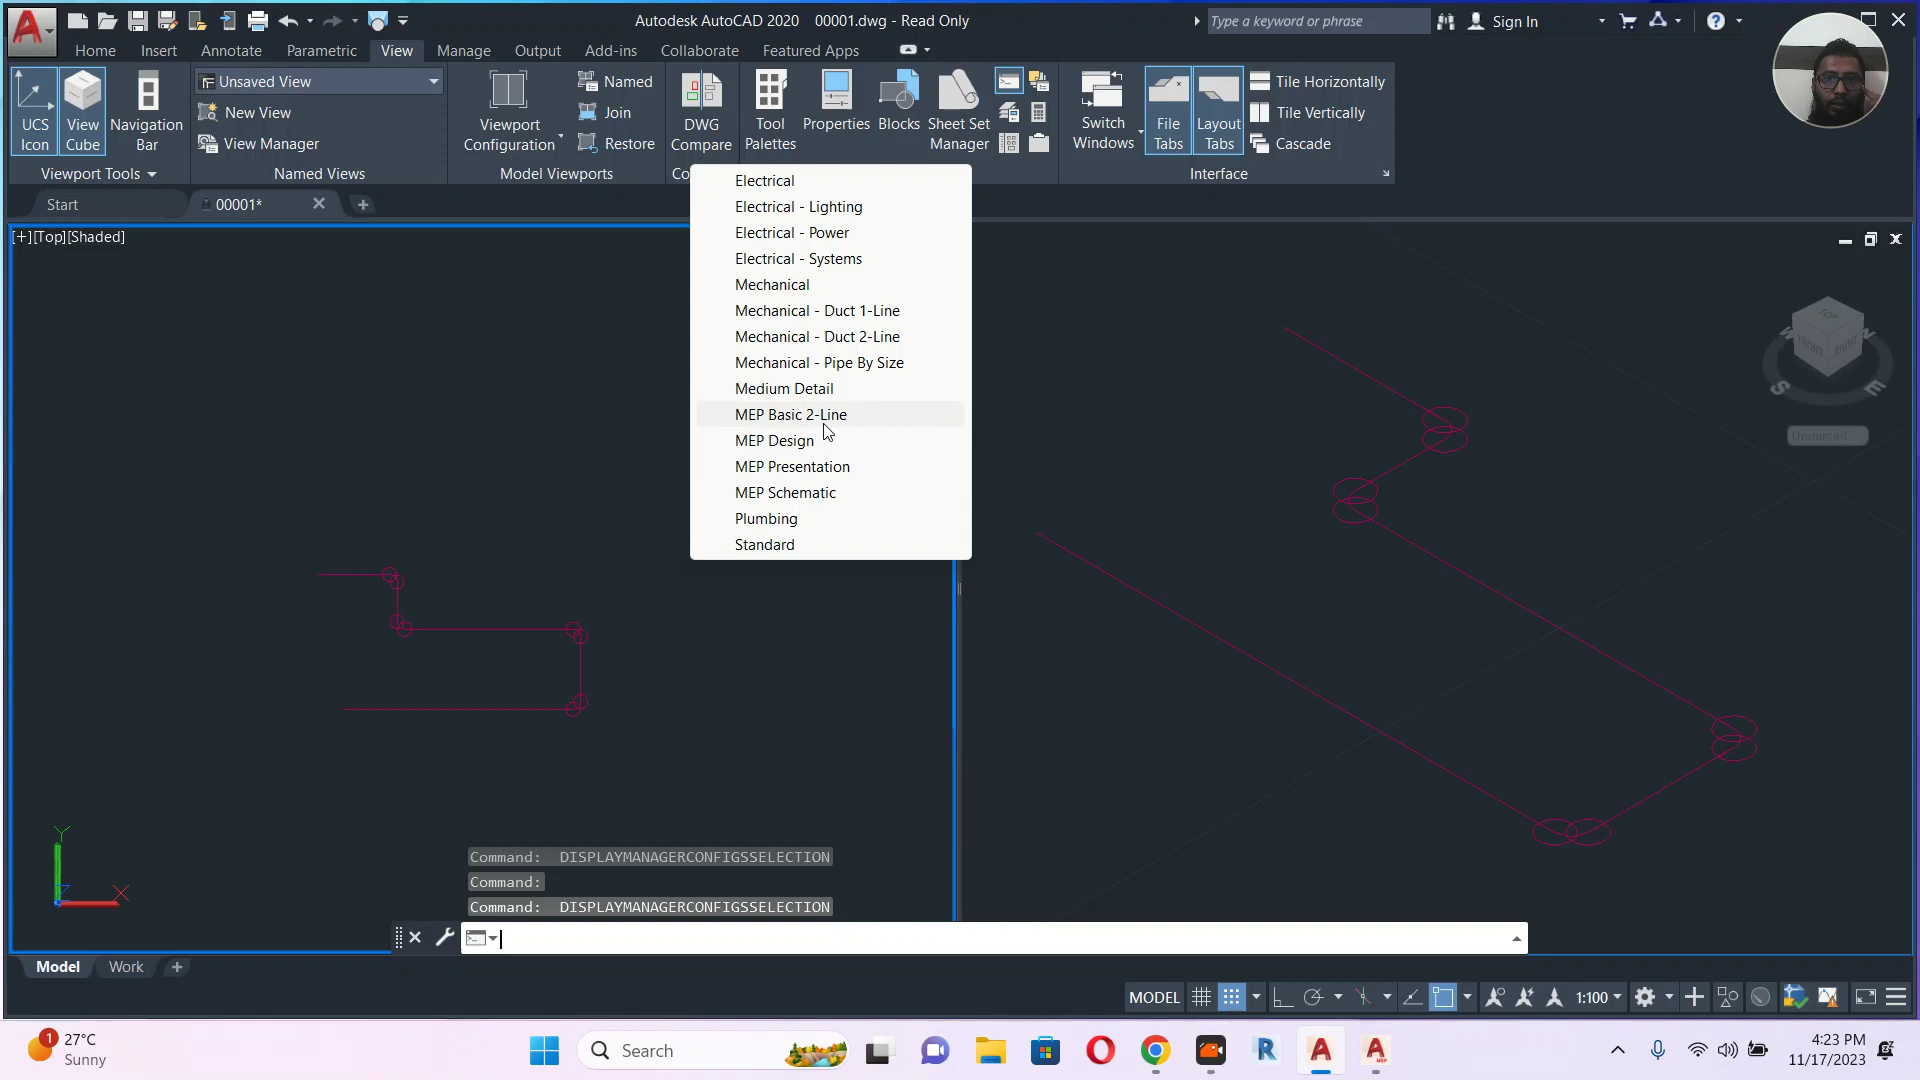 Autodesk AutoCAD 2020 00001.dwg - Read Only
Type a keyword or phrase
Sign In
Home Insert Annotate Parametric View Manage Output Add-ins Collaborate Featured Apps
UCS Icon
View Cube
Navigation Bar
Viewport Tools
Unsaved View
New View
View Manager
Named Views
Viewport Configuration
Named
Join
Restore
Model Viewports
DWG Compare
Co
Tool Palettes
Properties
Blocks
Sheet Set Manager
Switch Windows
File Tabs
Layout Tabs
Tile Horizontally
Tile Vertically
Cascade
Interface
Start
00001*
[+][Top][Shaded]
Electrical
Electrical - Lighting
Electrical - Power
Electrical - Systems
Mechanical
Mechanical - Duct 1-Line
Mechanical - Duct 2-Line
Mechanical - Pipe By Size
Medium Detail
MEP Basic 2-Line
MEP Design
MEP Presentation
MEP Schematic
Plumbing
Standard
TOP
FRONT
RIGHT
W
S
E
Unnamed
Y
X
Command: DISPLAYMANAGERCONFIGSSELECTION
Command:
Command: DISPLAYMANAGERCONFIGSSELECTION
Model Work
MODEL
1:100
1
27°C
Sunny
Search
4:23 PM
11/17/2023